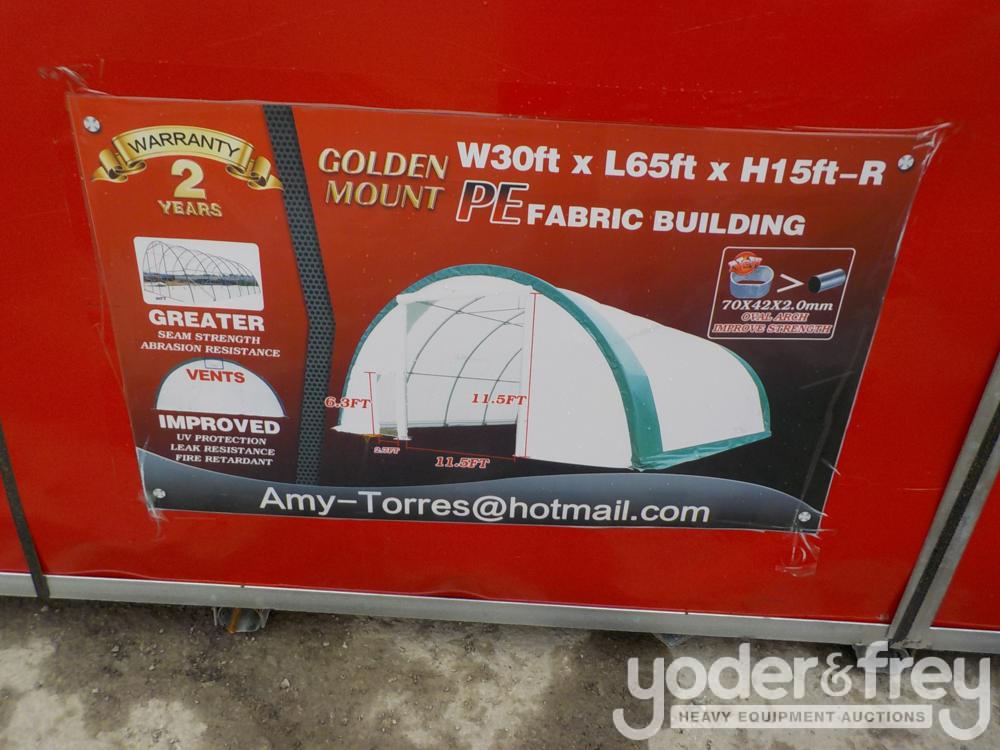 WARRANTY
2
YEARS
GREATER
SEAM STRENGTH
ABRASION RESISTANCE
VENTS
IMPROVED
UV PROTECTION
LEAK RESISTANCE
FIRE RETARDANT
GOLDEN
MOUNT
W30ft x L65ft x H15ft-R
PE FABRIC BUILDING
70X42X2.0mm
OVAL ARCH
IMPROVE STRENGTH
6.3FT
11.5FT
2.7FT
11.5FT
Amy-Torres@hotmail.com
yoder&frey
HEAVY EQUIPMENT AUCTIONS